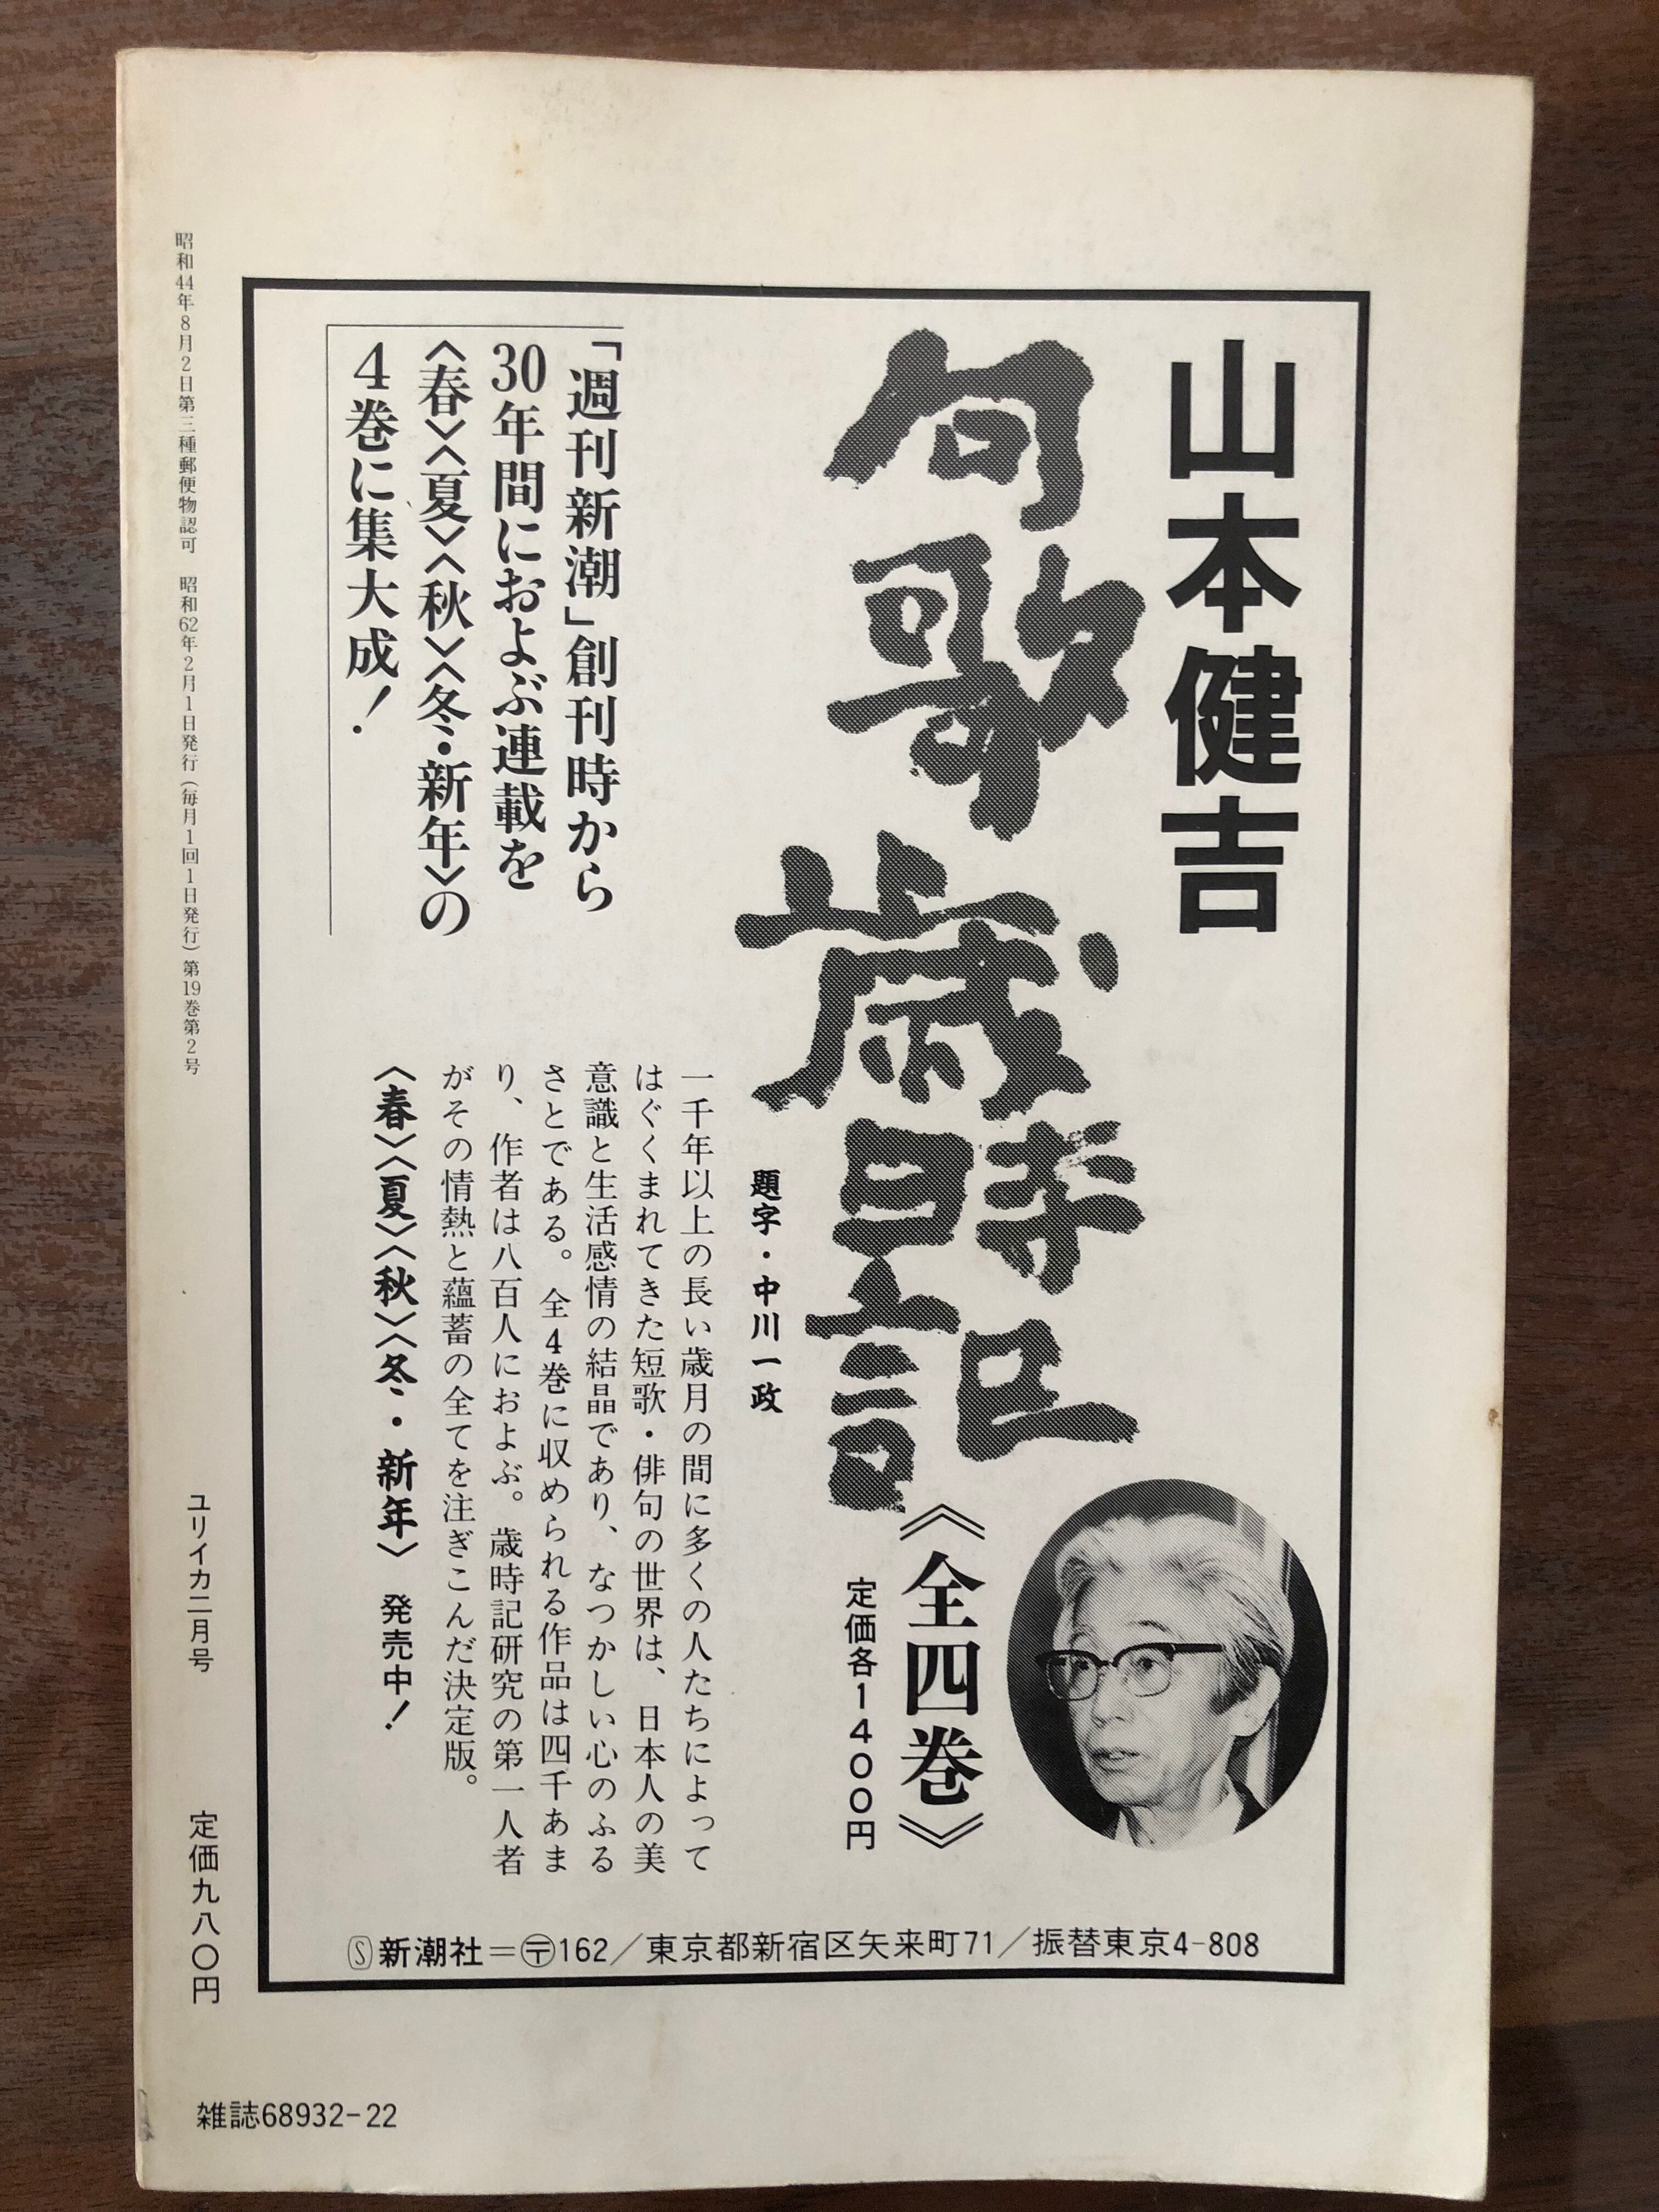 山本健吉
句歌歳時記
《全四巻》
定価各1400円
題字・中川一政
「週刊新潮」創刊時から
30年間におよぶ連載を
〈春〉〈夏〉〈秋〉〈冬・新年〉の
4巻に集大成！
一千年以上の長い歳月の間に多くの人たちによって
はぐくまれてきた短歌・俳句の世界は、日本人の美
意識と生活感情の結晶であり、なつかしい心のふる
さとである。全4巻に収められる作品は四千あま
り、作者は八百人におよぶ。歳時記研究の第一人者
がその情熱と蘊蓄の全てを注ぎこんだ決定版。
〈春〉〈夏〉〈秋〉〈冬・新年〉 発売中！
Ⓢ新潮社＝〶162／東京都新宿区矢来町71／振替東京4-808
昭和44年8月2日第三種郵便物認可 昭和62年2月1日発行（毎月1回1日発行）第19巻第2号
ユリイカ二月号
定価九八〇円
雑誌68932-22